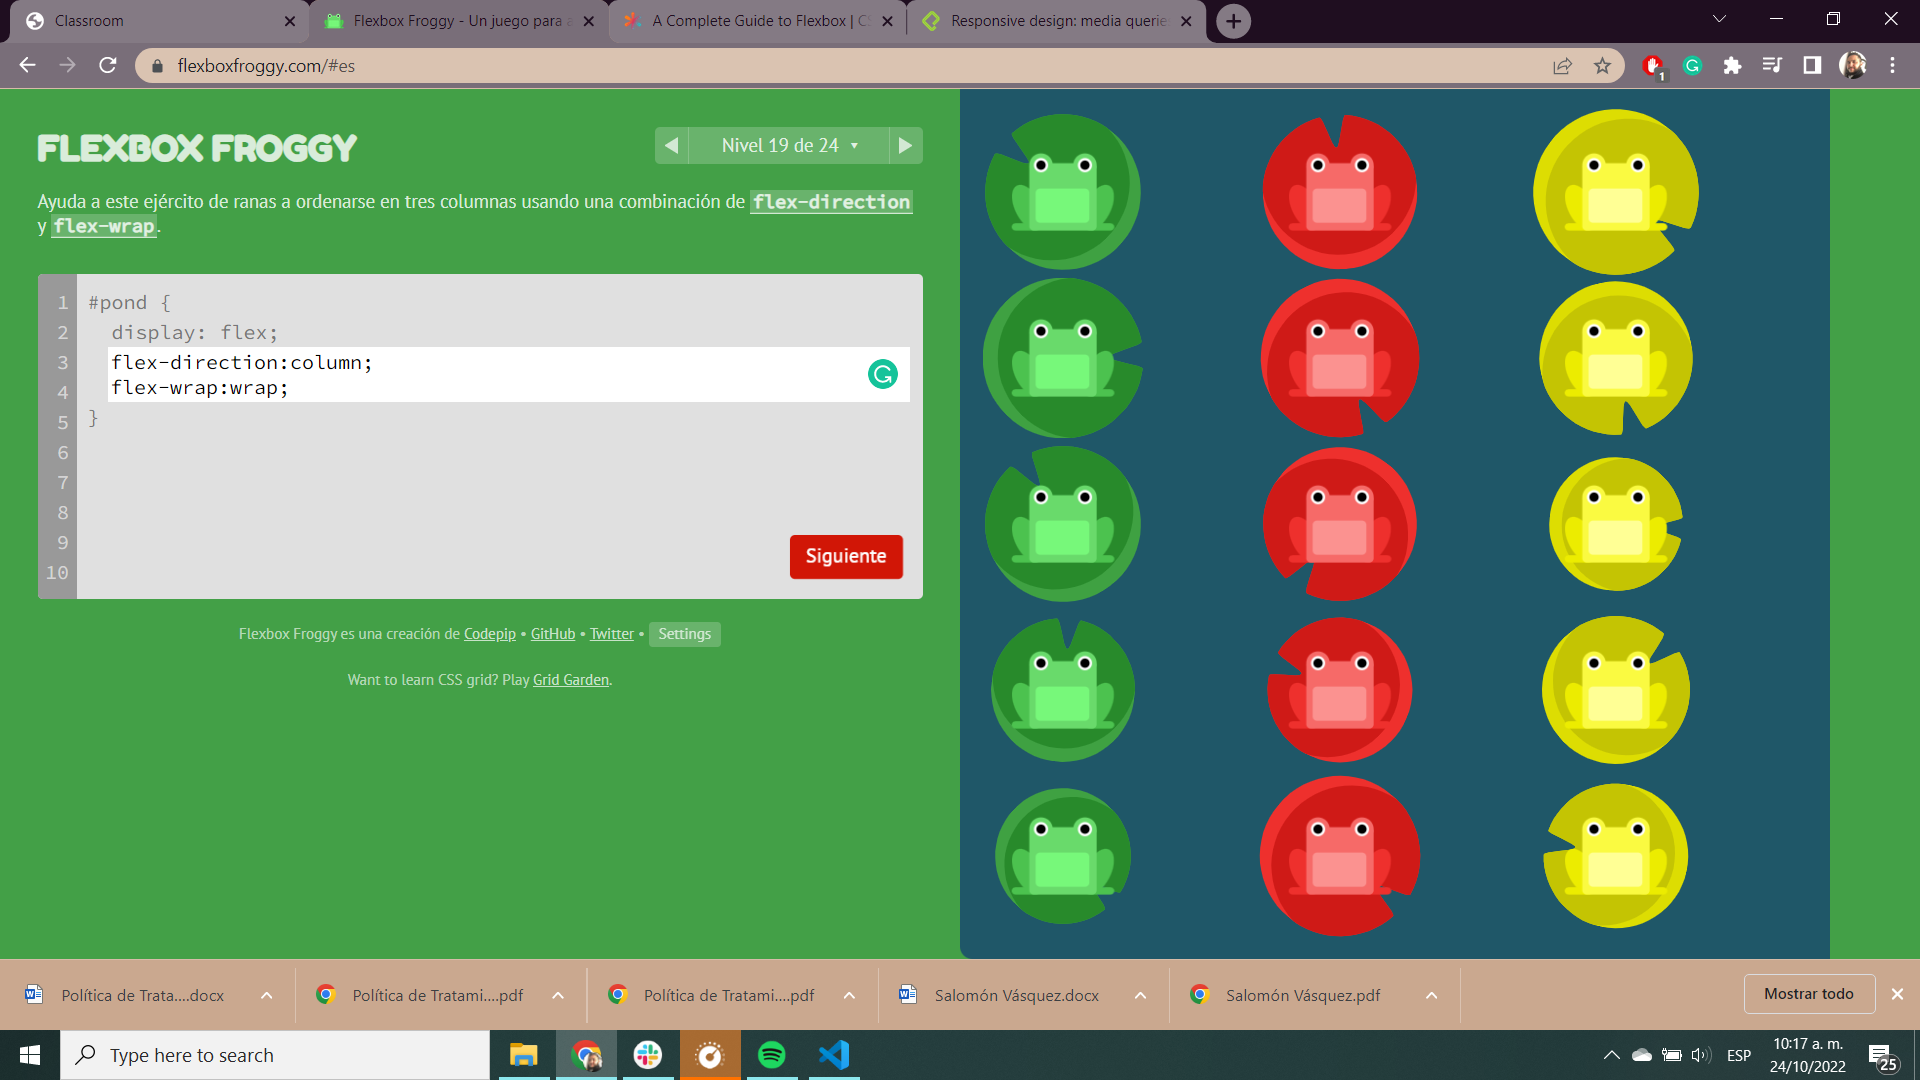 Classroom
Flexbox Froggy - Un juego para a
A Complete Guide to Flexbox | CS
Responsive design: media querie
flexboxfroggy.com/#es
1
FLEXBOX FROGGY
Nivel 19 de 24
Ayuda a este ejército de ranas a ordenarse en tres columnas usando una combinación de flex-direction
y flex-wrap.
1 #pond {
2 display: flex;
3 flex-direction:column;
4 flex-wrap:wrap;
5 }
6
7
8
9
10
Siguiente
Flexbox Froggy es una creación de Codepip • GitHub • Twitter • Settings
Want to learn CSS grid? Play Grid Garden.
Política de Trata....docx
Política de Tratami....pdf
Política de Tratami....pdf
Salomón Vásquez.docx
Salomón Vásquez.pdf
Mostrar todo
Type here to search
ESP
10:17 a. m.
24/10/2022
25